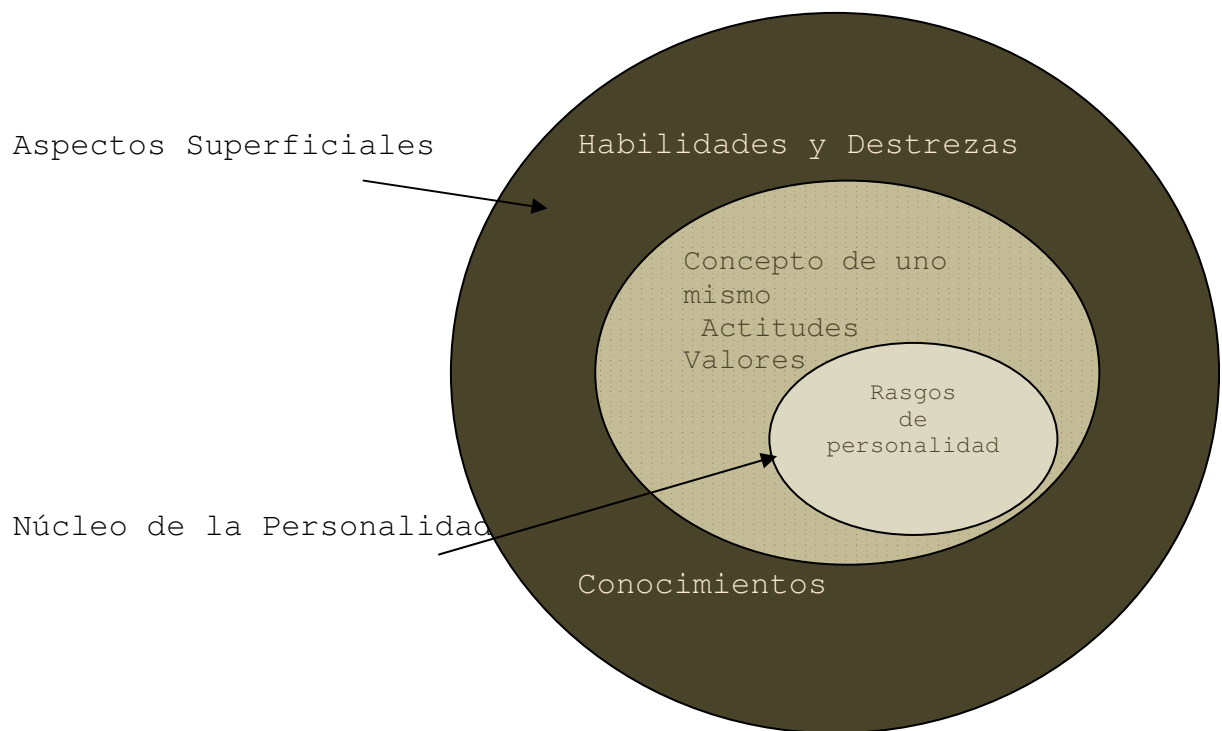 Aspectos Superficiales
Habilidades y Destrezas
Concepto de uno
mismo
Actitudes
Valores
Rasgos
de
personalidad
Núcleo de la Personalidad
Conocimientos